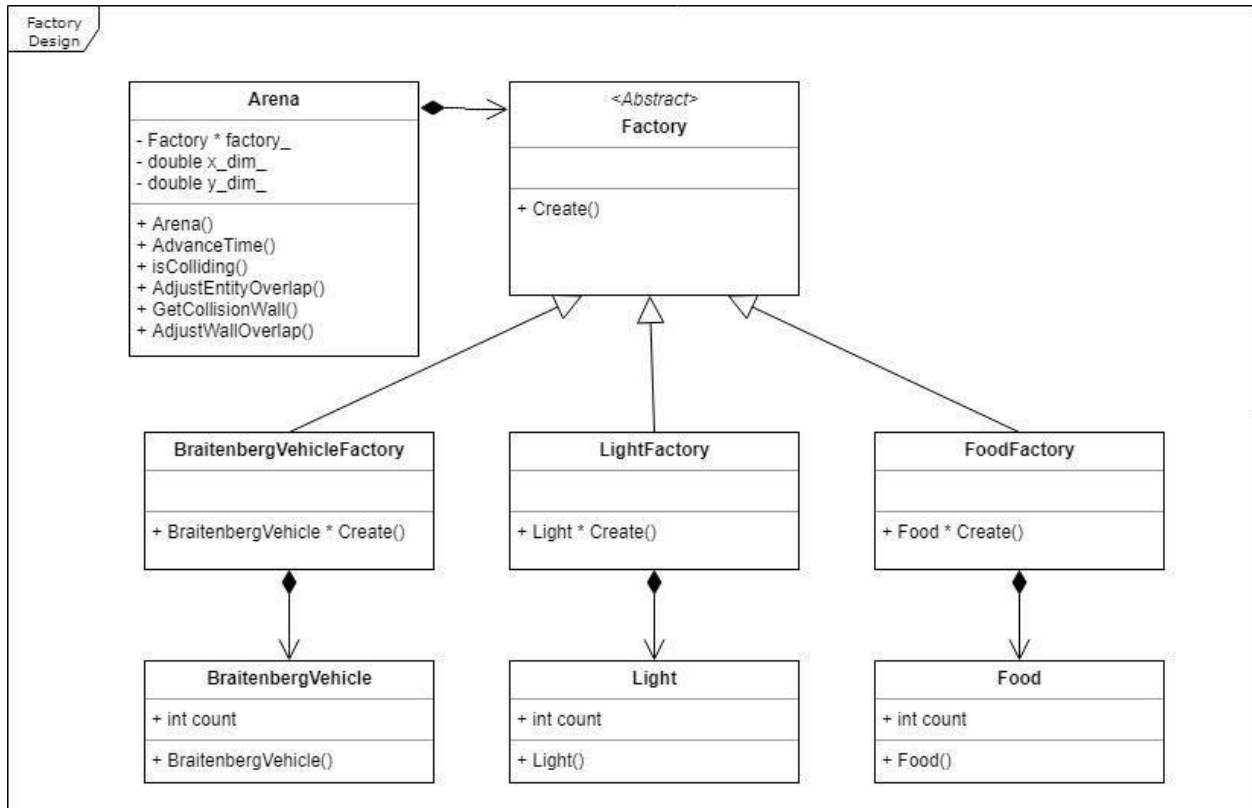 Factory
Design
Arena
- Factory * factory_
- double x_dim_
- double y_dim_
+ Arena()
+ AdvanceTime()
+ isColliding()
+ AdjustEntityOverlap()
+ GetCollisionWall()
+ AdjustWallOverlap()
<Abstract>
Factory
+ Create()
BraitenbergVehicleFactory
+ BraitenbergVehicle * Create()
LightFactory
+ Light * Create()
FoodFactory
+ Food * Create()
BraitenbergVehicle
+ int count
+ BraitenbergVehicle()
Light
+ int count
+ Light()
Food
+ int count
+ Food()